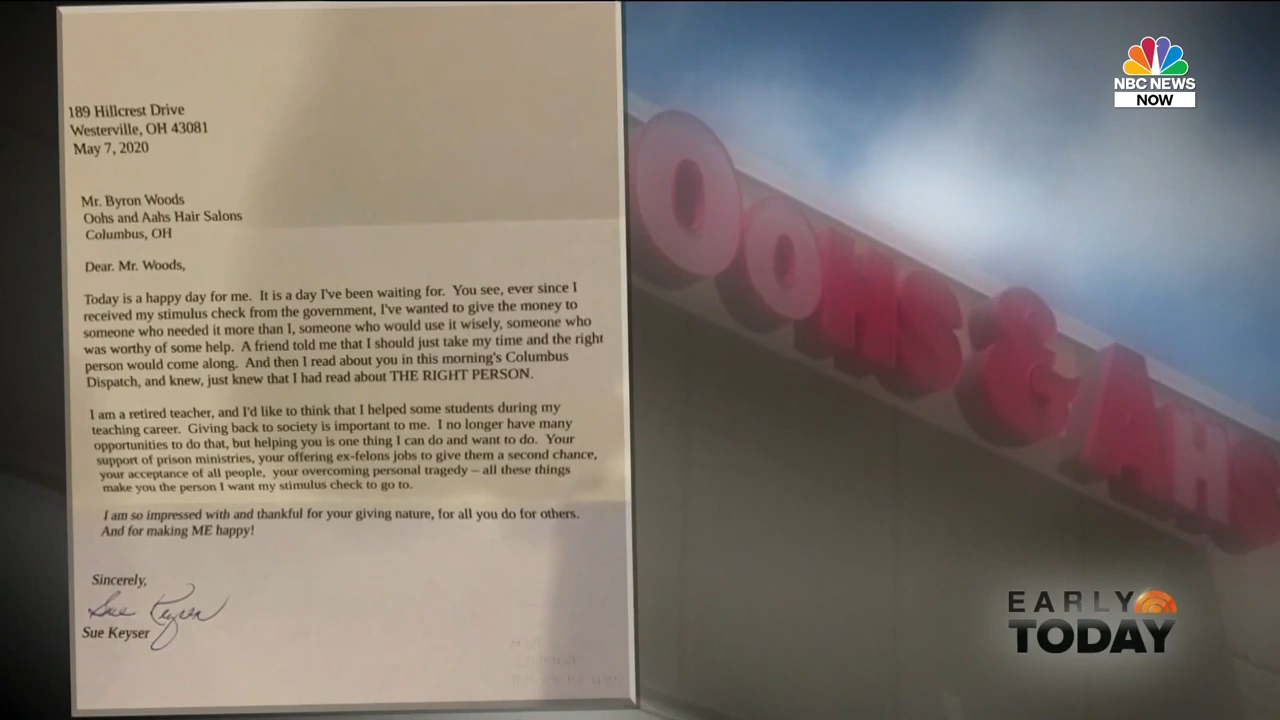 189 Hillcrest Drive
Westerville, OH 43081
May 7, 2020
Mr. Byron Woods
Oohs and Aahs Hair Salons
Columbus, OH
Dear. Mr. Woods,
Today is a happy day for me. It is a day I've been waiting for. You see, ever since I
received my stimulus check from the government, I've wanted to give the money to
someone who needed it more than I, someone who would use it wisely, someone who
was worthy of some help. A friend told me that I should just take my time and the right
person would come along. And then I read about you in this morning's Columbus
Dispatch, and knew, just knew that I had read about THE RIGHT PERSON.
I am a retired teacher, and I'd like to think that I helped some students during my
teaching career. Giving back to society is important to me. I no longer have many
opportunities to do that, but helping you is one thing I can do and want to do. Your
support of prison ministries, your offering ex-felons jobs to give them a second chance,
your acceptance of all people, your overcoming personal tragedy – all these things
make you the person I want my stimulus check to go to.
I am so impressed with and thankful for your giving nature, for all you do for others.
And for making ME happy!
Sincerely,
Sue Keyser
Sue Keyser
OOHS & AAHS
NBC NEWS
NOW
EARLY
TODAY